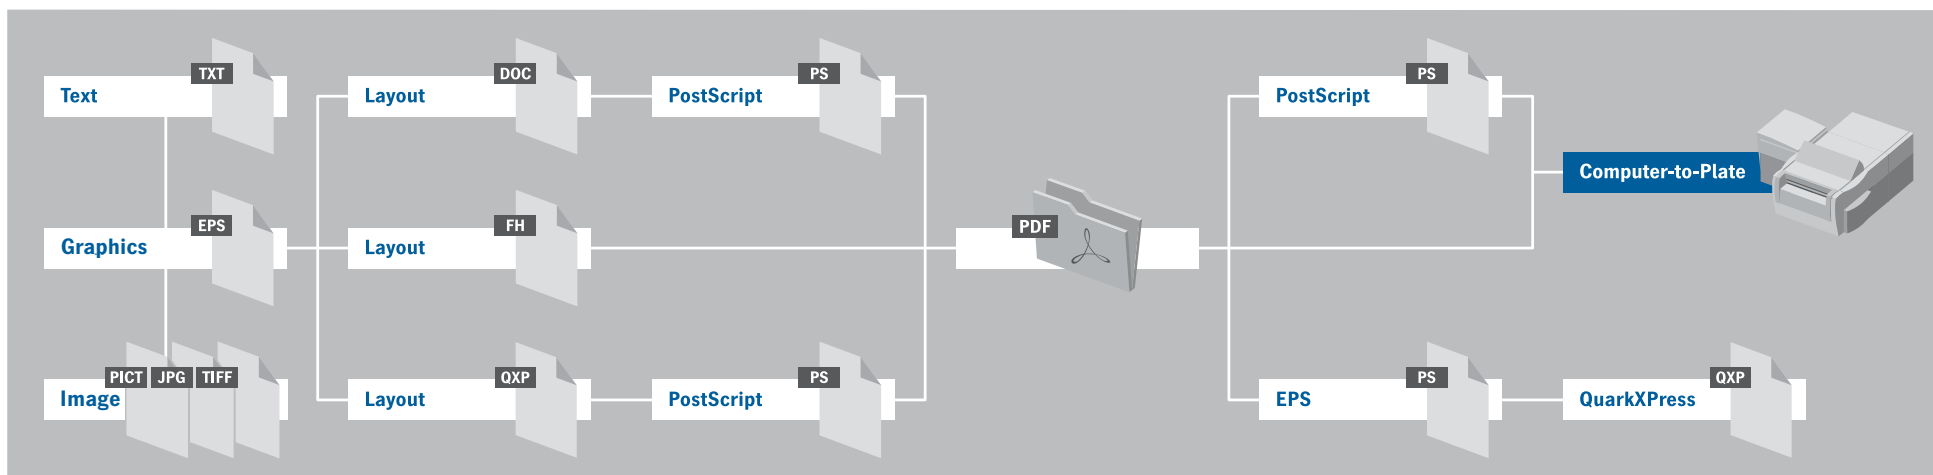 TXT
Text
DOC
Layout
PS
PostScript
PS
PostScript
Computer-to-Plate
EPS
Graphics
FH
Layout
PDF
PICT
JPG
TIFF
Image
QXP
Layout
PS
PostScript
PS
EPS
QXP
QuarkXPress